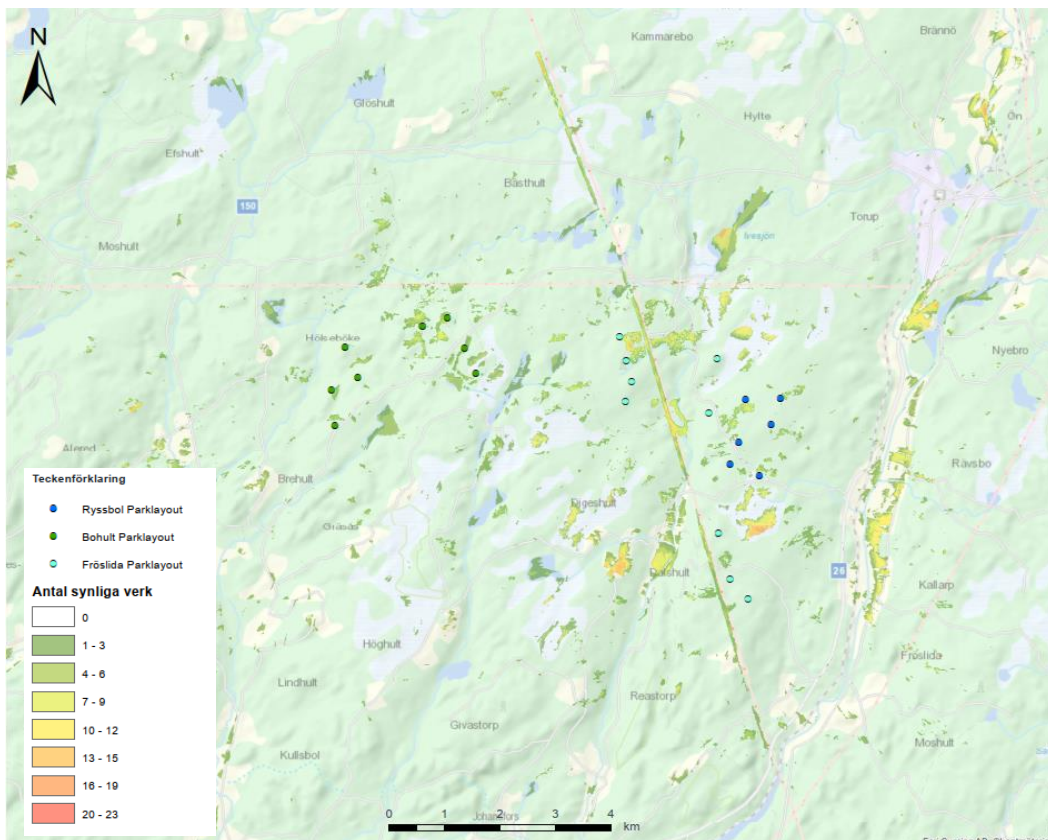 N
Kammarebo
Brännö
Glöshult
Hylte
Ön
Efshult
Basthult
150
Torup
Moshult
Ivesjön
Hölseböke
Nyebro
Alered
Brehult
Rävsbo
Digeshult
26
Kallarp
Höghult
Fröslida
Lindhult
Reastorp
Givastorp
Kullsbol
Moshult
Johansfors
Teckenförklaring
Ryssbol Parklayout
Bohult Parklayout
Fröslida Parklayout
Antal synliga verk
0
1 - 3
4 - 6
7 - 9
10 - 12
13 - 15
16 - 19
20 - 23
0 1 2 3 4
km